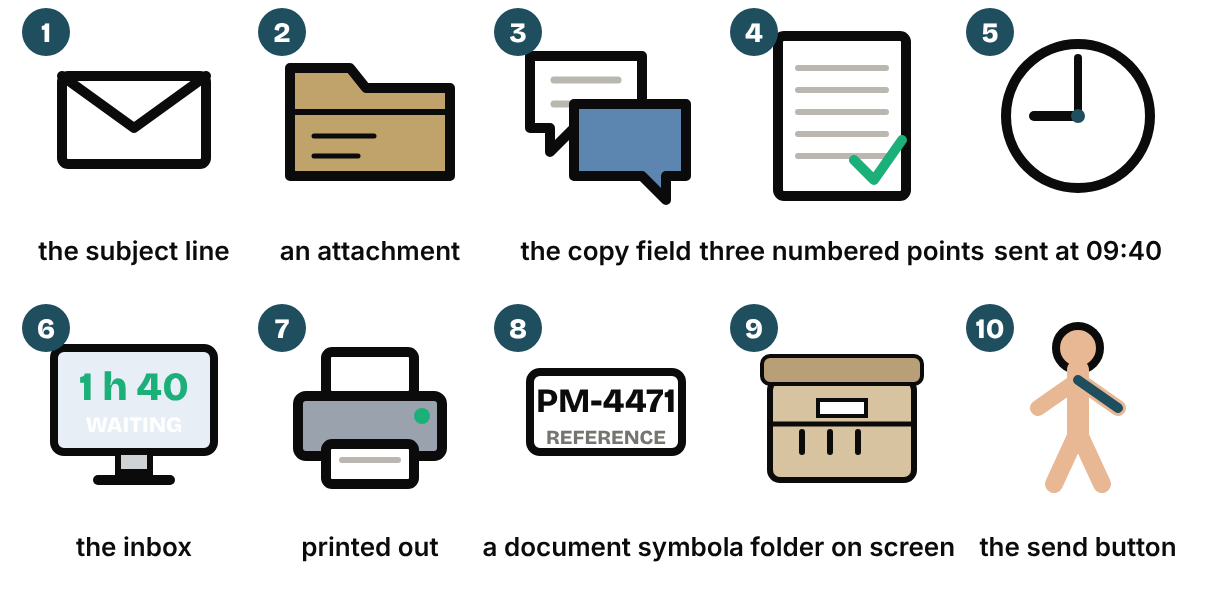 1
2
3
4
5
the subject line
an attachment
the copy field
three numbered points
sent at 09:40
6
7
8
9
10
1 h 40
WAITING
PM-4471
REFERENCE
the inbox
printed out
a document symbol
a folder on screen
the send button